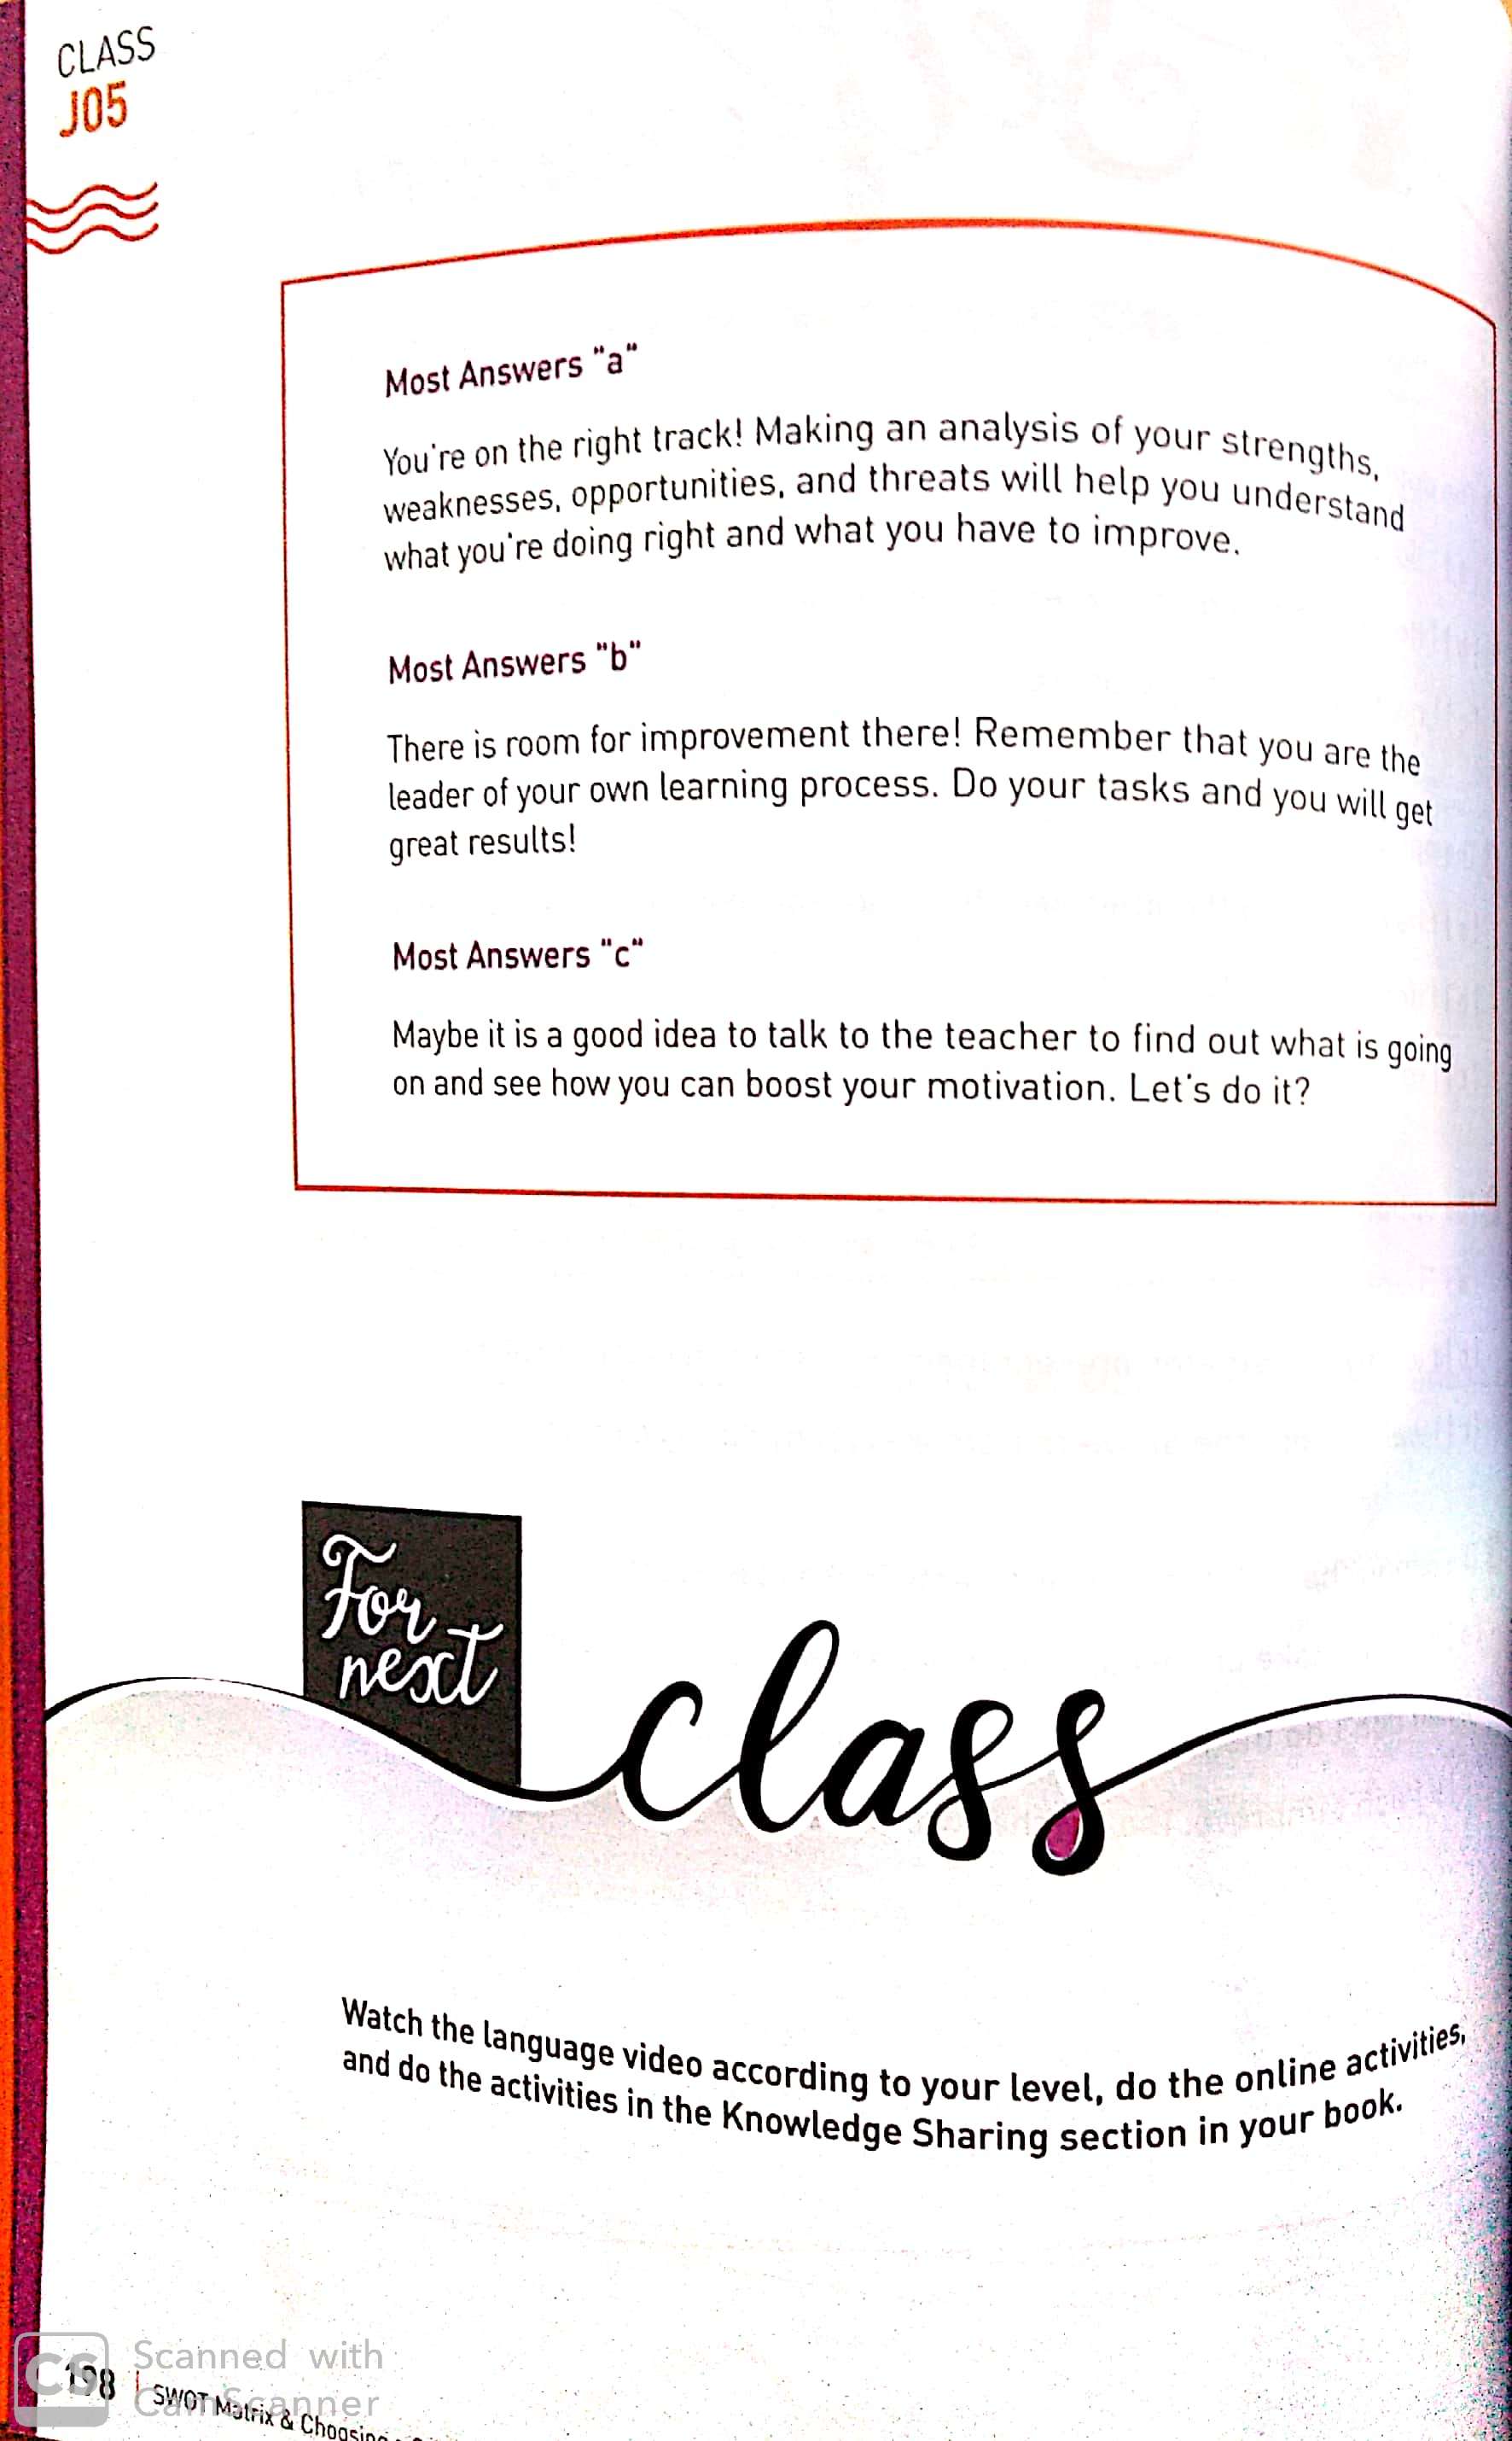 CLASS
J05
Most Answers "a"
You're on the right track! Making an analysis of your strengths,
weaknesses, opportunities, and threats will help you understand
what you're doing right and what you have to improve.
Most Answers "b"
There is room for improvement there! Remember that you are the
leader of your own learning process. Do your tasks and you will get
great results!
Most Answers "c"
Maybe it is a good idea to talk to the teacher to find out what is going
on and see how you can boost your motivation. Let's do it?
For
next
class
Watch the language video according to your level, do the online activities,
and do the activities in the Knowledge Sharing section in your book.
CS
Scanned with
CamScanner
198 | SWOT Matrix & Choosing